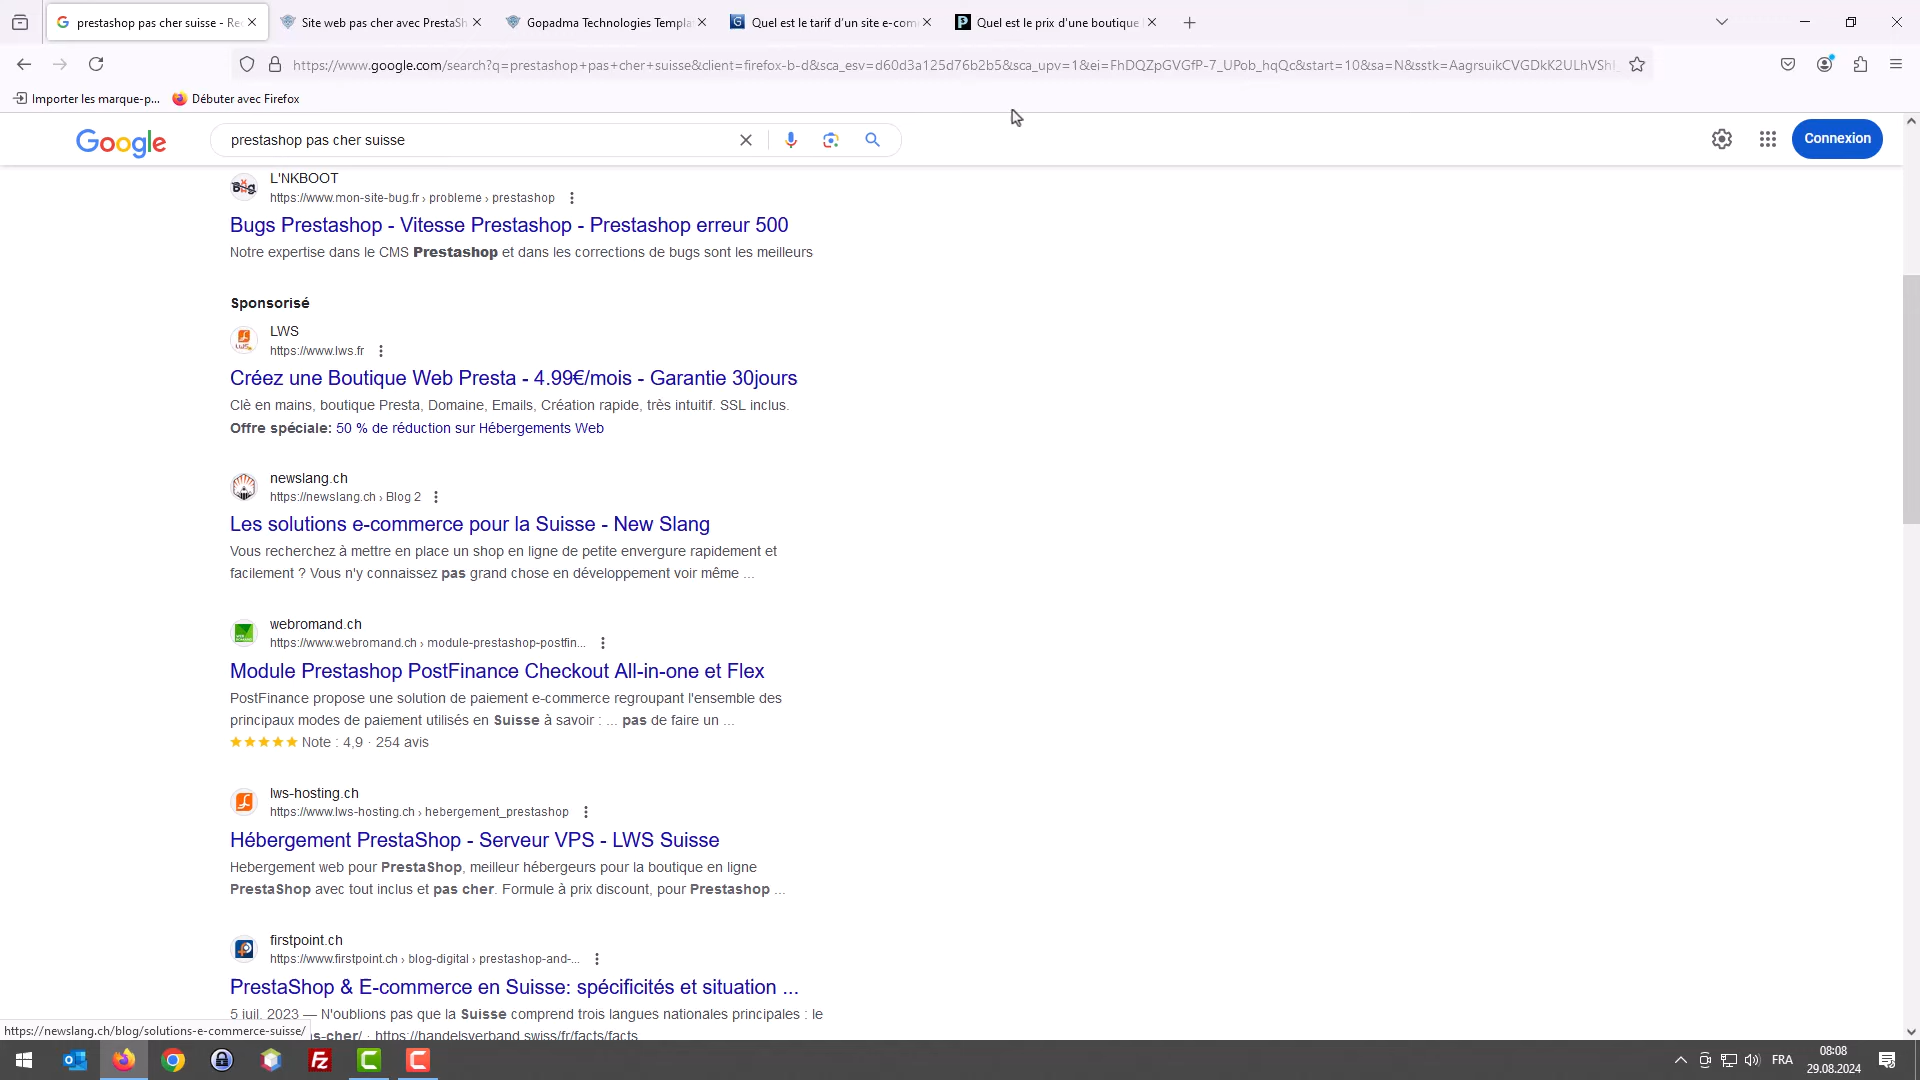 prestashop pas cher suisse - Re
Site web pas cher avec PrestaSh
Gopadma Technologies Templa
Quel est le tarif d'un site e-com
Quel est le prix d'une boutique
https://www.google.com/search?q=prestashop+pas+cher+suisse&client=firefox-b-d&sca_esv=d60d3a125d76b2b5&sca_upv=1&ei=FhDQZpGVGfP-7_UPob_hqQc&start=10&sa=N&sstk=AagrsuikCVGDkK2ULhVShI
Importer les marque-p...
Débuter avec Firefox
Google
prestashop pas cher suisse
Connexion
L'NKBOOT
https://www.mon-site-bug.fr › probleme › prestashop
Bugs Prestashop - Vitesse Prestashop - Prestashop erreur 500
Notre expertise dans le CMS Prestashop et dans les corrections de bugs sont les meilleurs
Sponsorisé
LWS
https://www.lws.fr
Créez une Boutique Web Presta - 4.99€/mois - Garantie 30jours
Clè en mains, boutique Presta, Domaine, Emails, Création rapide, très intuitif. SSL inclus.
Offre spéciale: 50 % de réduction sur Hébergements Web
newslang.ch
https://newslang.ch › Blog 2
Les solutions e-commerce pour la Suisse - New Slang
Vous recherchez à mettre en place un shop en ligne de petite envergure rapidement et
facilement ? Vous n'y connaissez pas grand chose en développement voir même ...
webromand.ch
https://www.webromand.ch › module-prestashop-postfin...
Module Prestashop PostFinance Checkout All-in-one et Flex
PostFinance propose une solution de paiement e-commerce regroupant l'ensemble des
principaux modes de paiement utilisés en Suisse à savoir : ... pas de faire un ...
Note : 4,9 · 254 avis
lws-hosting.ch
https://www.lws-hosting.ch › hebergement_prestashop
Hébergement PrestaShop - Serveur VPS - LWS Suisse
Hebergement web pour PrestaShop, meilleur hébergeurs pour la boutique en ligne
PrestaShop avec tout inclus et pas cher. Formule à prix discount, pour Prestashop ...
firstpoint.ch
https://www.firstpoint.ch › blog-digital › prestashop-and-...
PrestaShop & E-commerce en Suisse: spécificités et situation ...
5 juil. 2023 — N'oublions pas que la Suisse comprend trois langues nationales principales : le
https://newslang.ch/blog/solutions-e-commerce-suisse/
s-cher/ · https://handelsverband.swiss/fr/facts/facts
FRA
08:08
29.08.2024